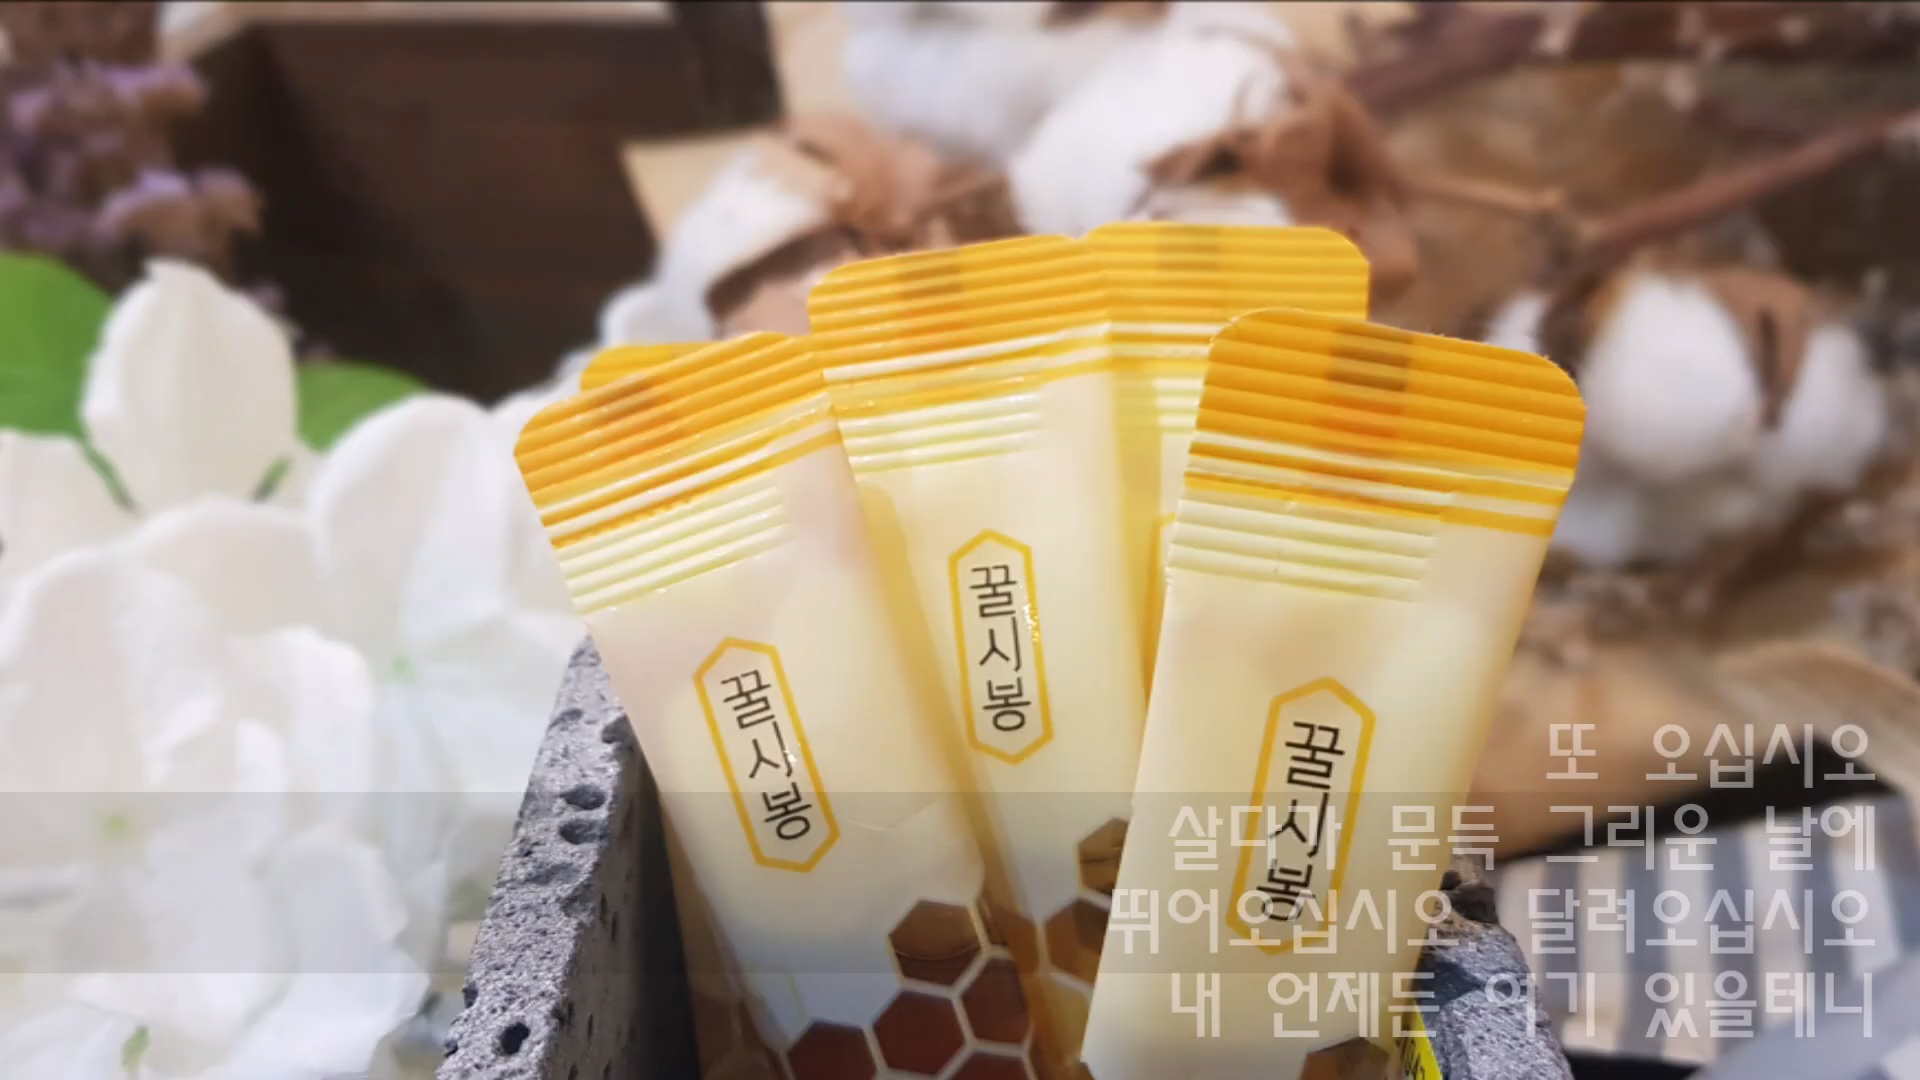 꿀시봉
꿀시봉
꿀시봉
또 오십시오
살다가 문득 그리운 날에
뛰어오십시오, 달려오십시오
내 언제든 여기 있을테니